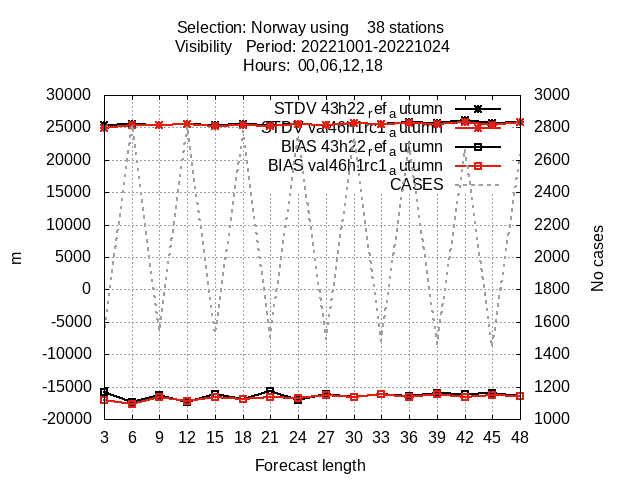 Selection: Norway using 38 stations
Visibility Period: 20221001-20221024
Hours: 00,06,12,18
30000
25000
20000
15000
10000
5000
0
-5000
-10000
-15000
-20000
m
STDV 43h22_ref_autumn
STDV val46h1rc1_autumn
BIAS 43h22_ref_autumn
BIAS val46h1rc1_autumn
CASES
3000
2800
2600
2400
2200
2000
1800
1600
1400
1200
1000
No cases
3 6 9 12 15 18 21 24 27 30 33 36 39 42 45 48
Forecast length